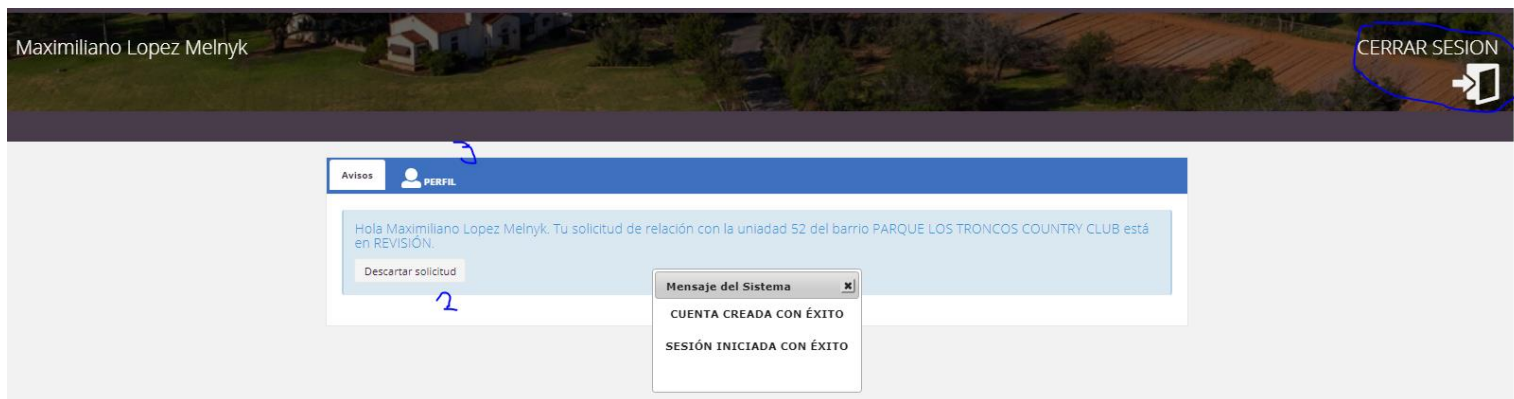 Maximiliano Lopez Melnyk
CERRAR SESION
3
Avisos
PERFIL
Hola Maximiliano Lopez Melnyk. Tu solicitud de relación con la uniadad 52 del barrio PARQUE LOS TRONCOS COUNTRY CLUB está
en REVISIÓN.
Descartar solicitud
2
Mensaje del Sistema
CUENTA CREADA CON ÉXITO
SESIÓN INICIADA CON ÉXITO